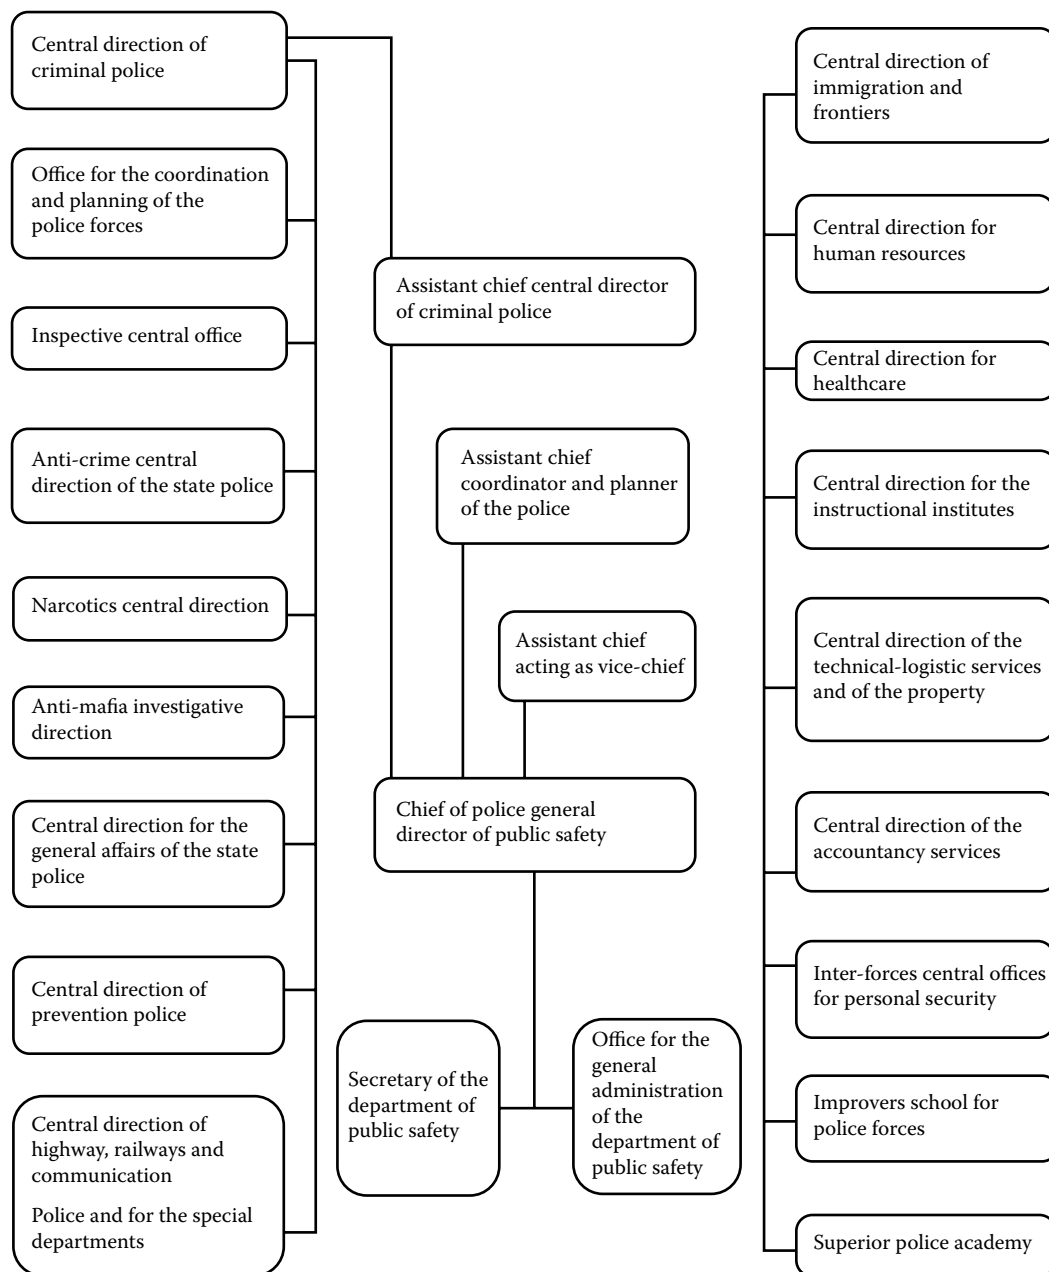 Central direction of
criminal police
Office for the coordination
and planning of the
police forces
Inspective central office
Anti-crime central
direction of the state police
Narcotics central direction
Anti-mafia investigative
direction
Central direction for the
general affairs of the state
police
Central direction of
prevention police
Central direction of
highway, railways and
communication
Police and for the special
departments
Assistant chief central director
of criminal police
Assistant chief
coordinator and planner
of the police
Assistant chief
acting as vice-chief
Chief of police general
director of public safety
Secretary of the
department of
public safety
Office for the
general
administration
of the
department of
public safety
Central direction of
immigration and
frontiers
Central direction for
human resources
Central direction for
healthcare
Central direction for the
instructional institutes
Central direction of the
technical-logistic services
and of the property
Central direction of the
accountancy services
Inter-forces central offices
for personal security
Improvers school for
police forces
Superior police academy